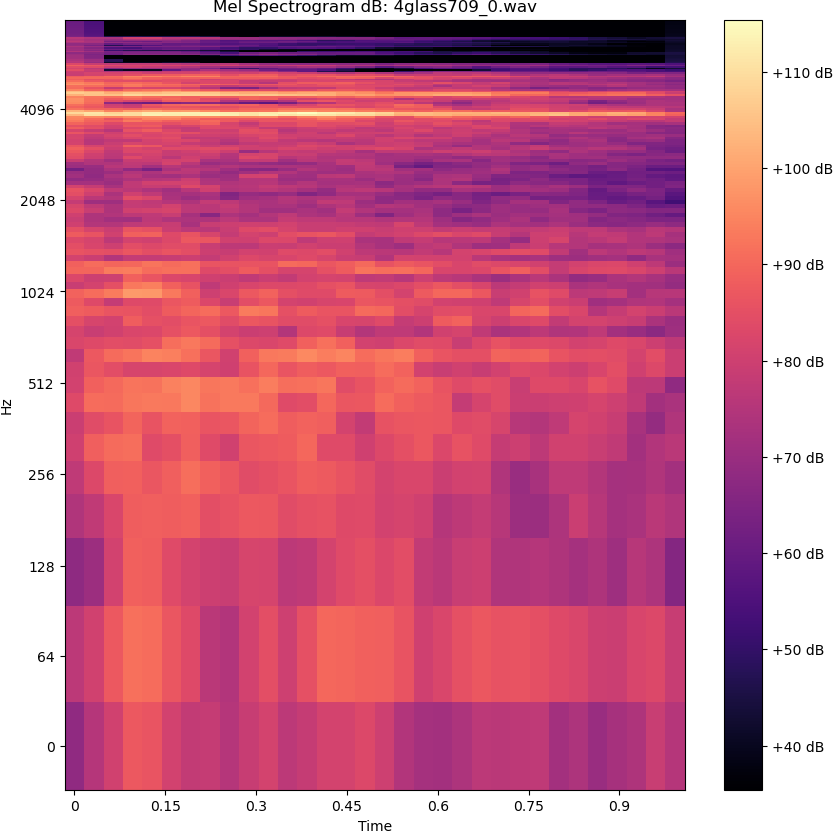 Mel Spectrogram dB: 4glass709_0.wav
4096
2048
1024
512
256
128
64
0
Hz
0
0.15
0.3
0.45
0.6
0.75
0.9
Time
+110 dB
+100 dB
+90 dB
+80 dB
+70 dB
+60 dB
+50 dB
+40 dB